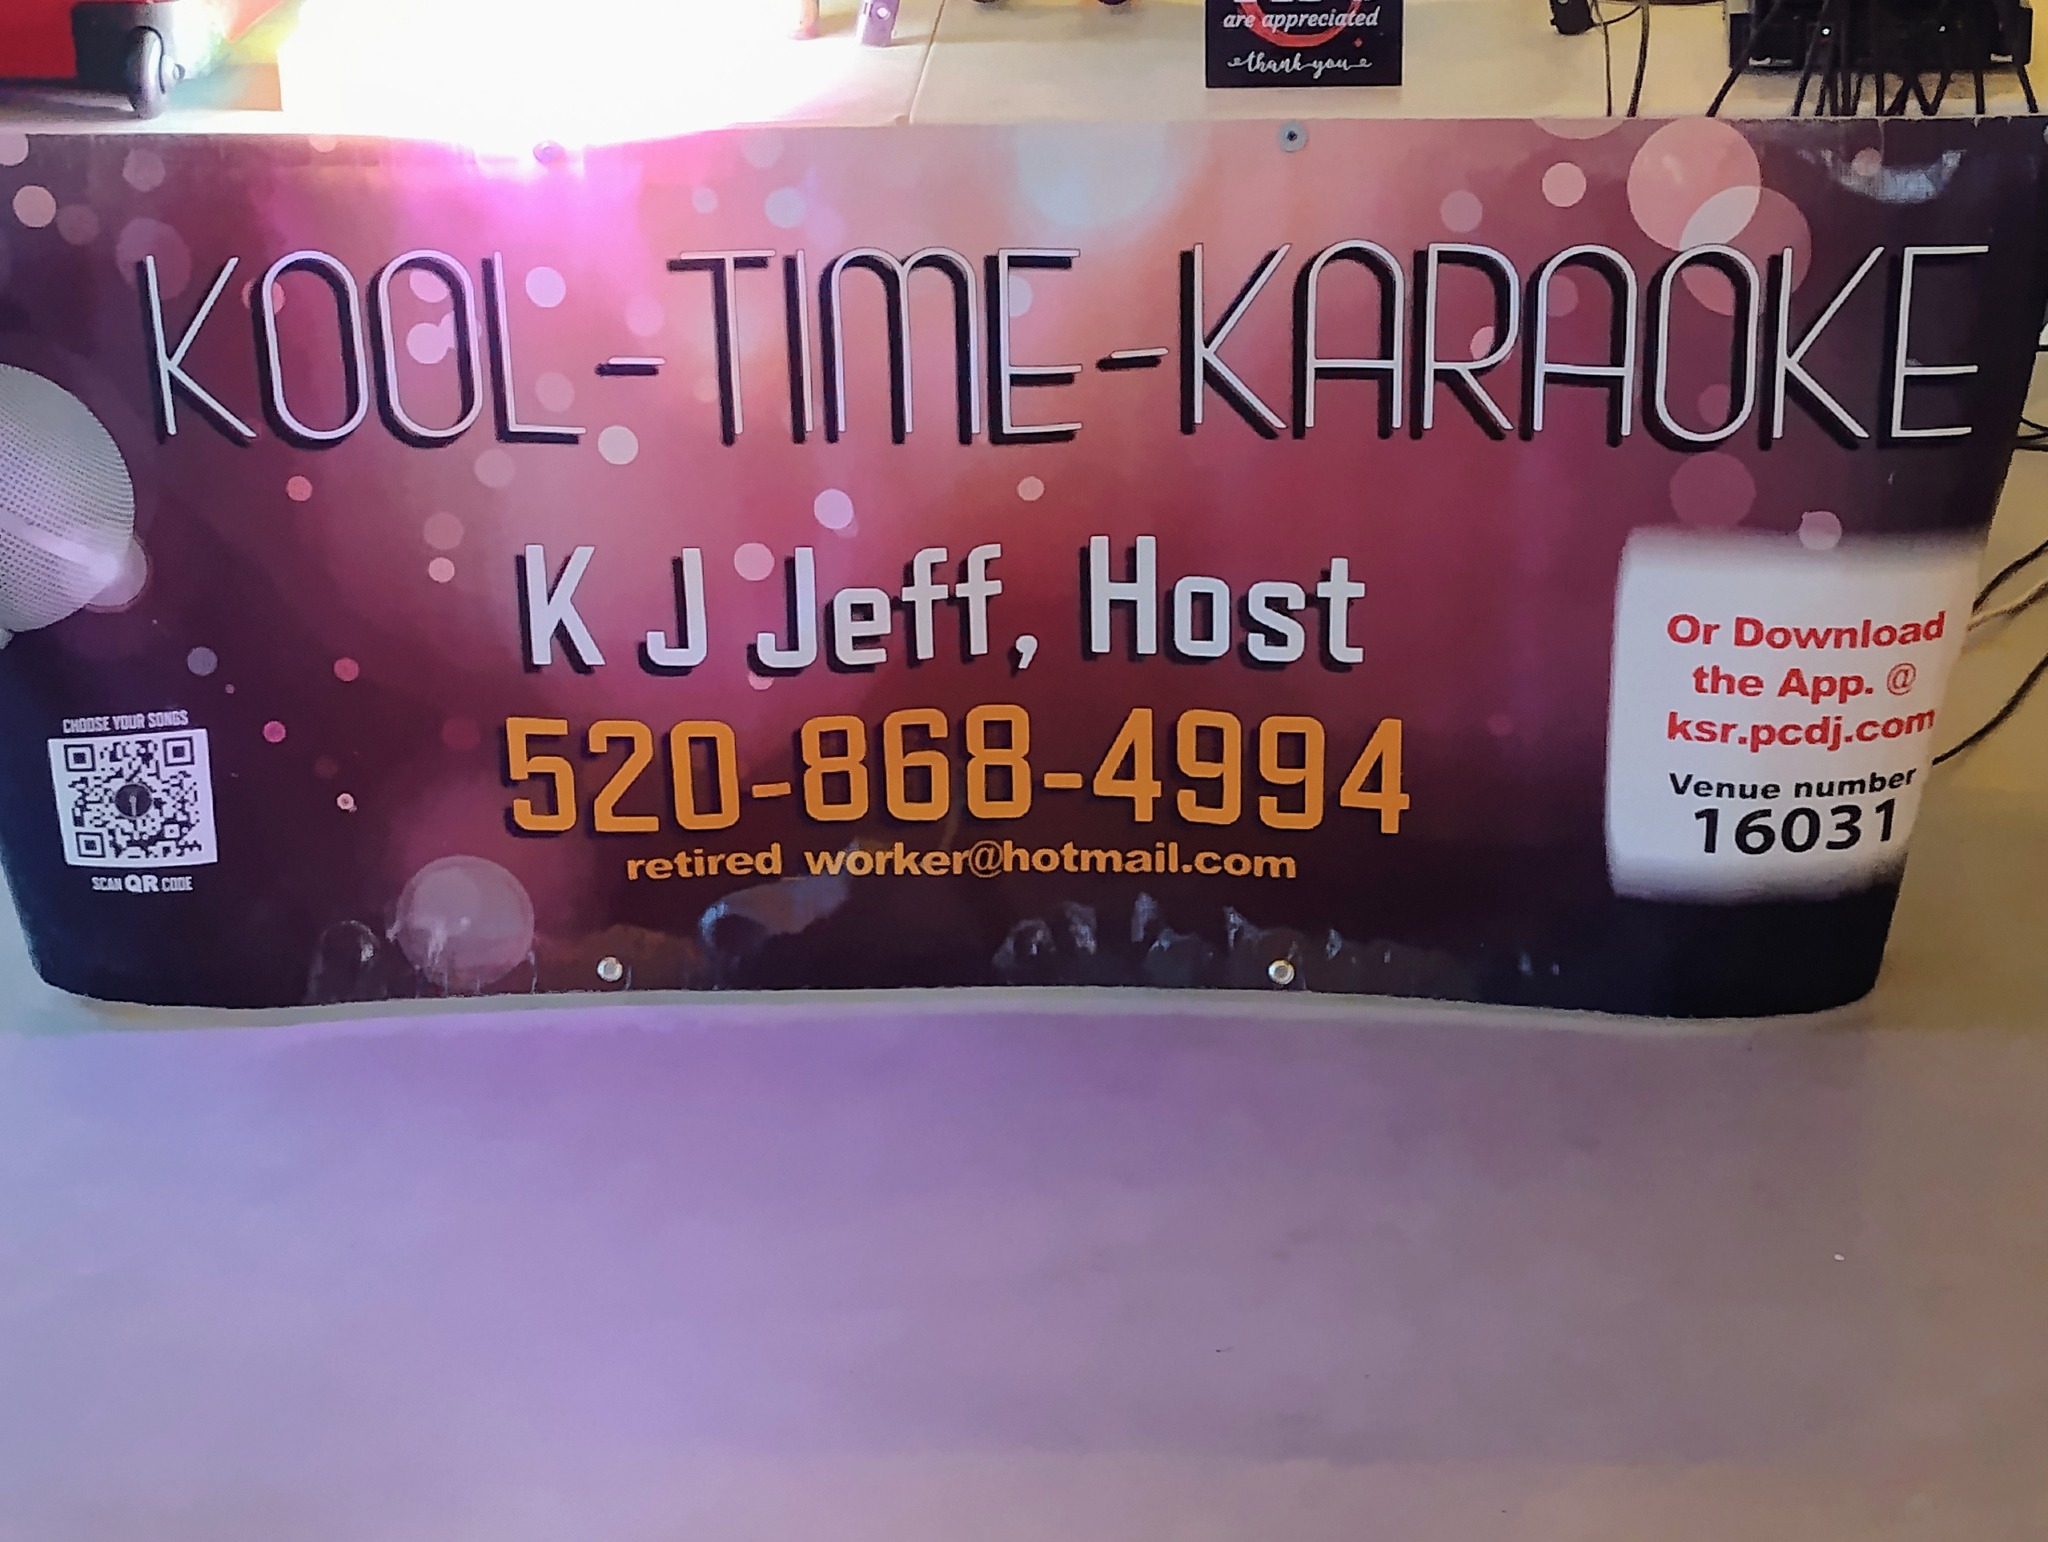 are appreciated
thank you
KOOL-TIME-KARAOKE
K J Jeff, Host
520-868-4994
retired worker@hotmail.com
CHOOSE YOUR SONGS
SCAN QR CODE
Or Download
the App. @
ksr.pcdj.com
Venue number
16031